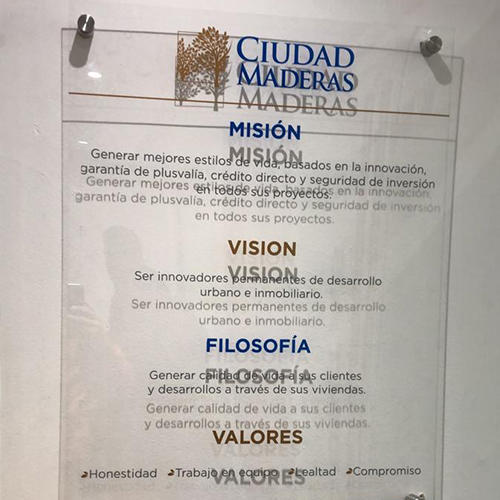 CIUDAD
MADERAS
MISIÓN
Generar mejores estilos de vida, basados en la innovación,
garantía de plusvalía, crédito directo y seguridad de inversión
en todos sus proyectos.
VISION
Ser innovadores permanentes de desarrollo
urbano e inmobiliario.
FILOSOFÍA
Generar calidad de vida a sus clientes
y desarrollos a través de sus viviendas.
VALORES
Honestidad Trabajo en equipo Lealtad Compromiso